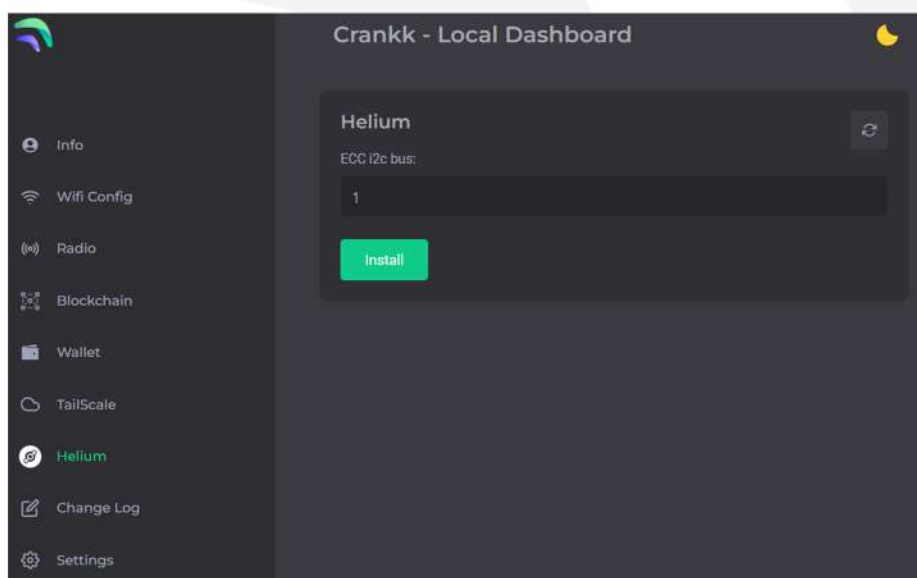 Crankk - Local Dashboard
Info
Wifi Config
Radio
Blockchain
Wallet
TailScale
Helium
Change Log
Settings
Helium
ECC i2c bus:
1
Install